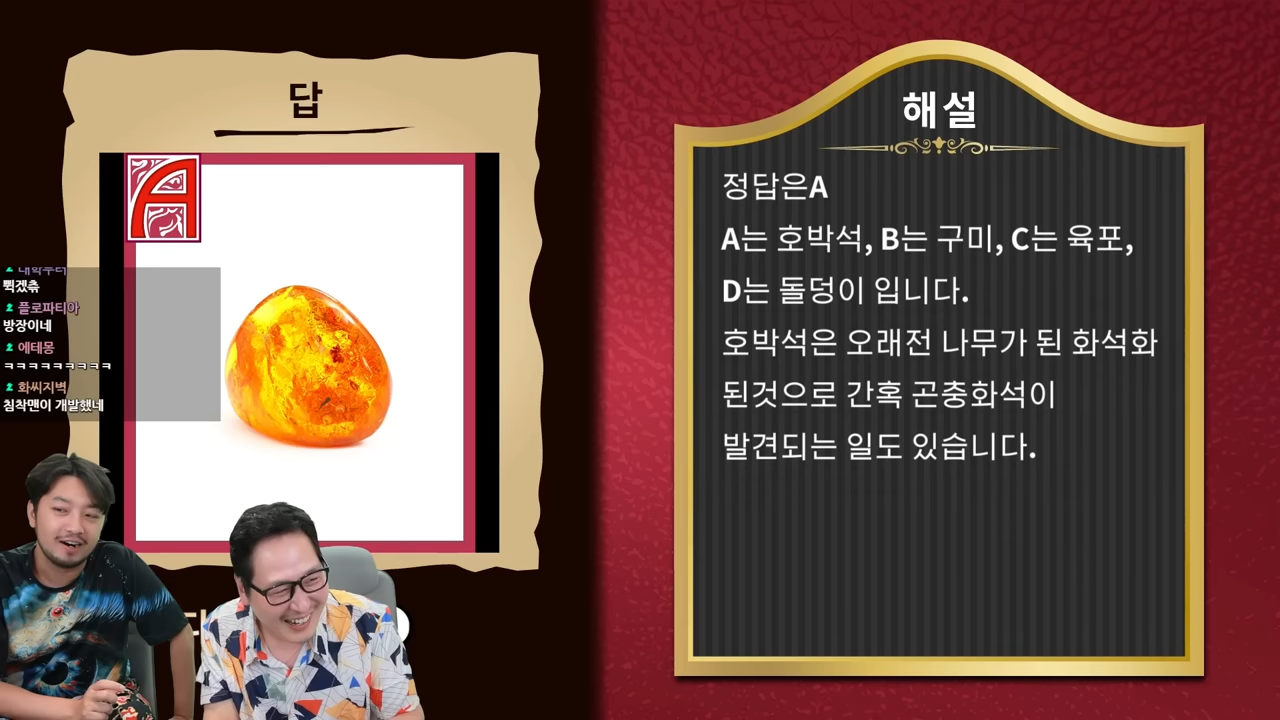 답
A
뷕겠츆
플로파티아
방장이네
에테몽
ㅋㅋㅋㅋㅋㅋㅋㅋㅋ
화씨지벽
침착맨이 개발했네
해설
정답은A
A는 호박석, B는 구미, C는 육포,
D는 돌덩이 입니다.
호박석은 오래전 나무가 된 화석화
된것으로 간혹 곤충화석이
발견되는 일도 있습니다.